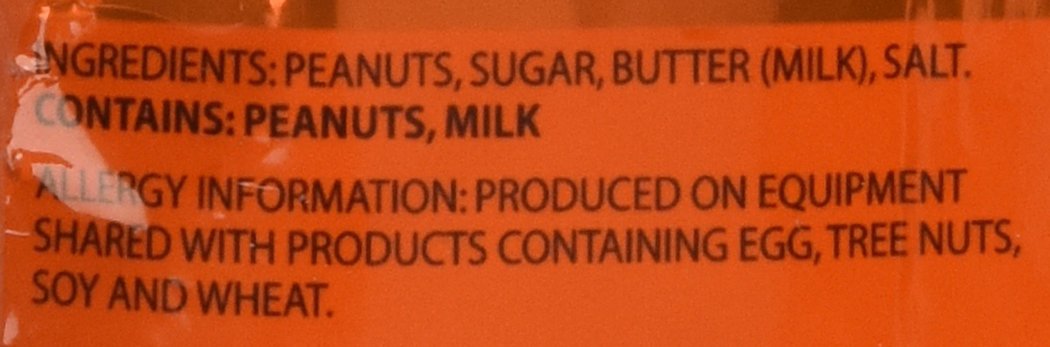 INGREDIENTS: PEANUTS, SUGAR, BUTTER (MILK), SALT.
CONTAINS: PEANUTS, MILK
ALLERGY INFORMATION: PRODUCED ON EQUIPMENT
SHARED WITH PRODUCTS CONTAINING EGG, TREE NUTS,
SOY AND WHEAT.